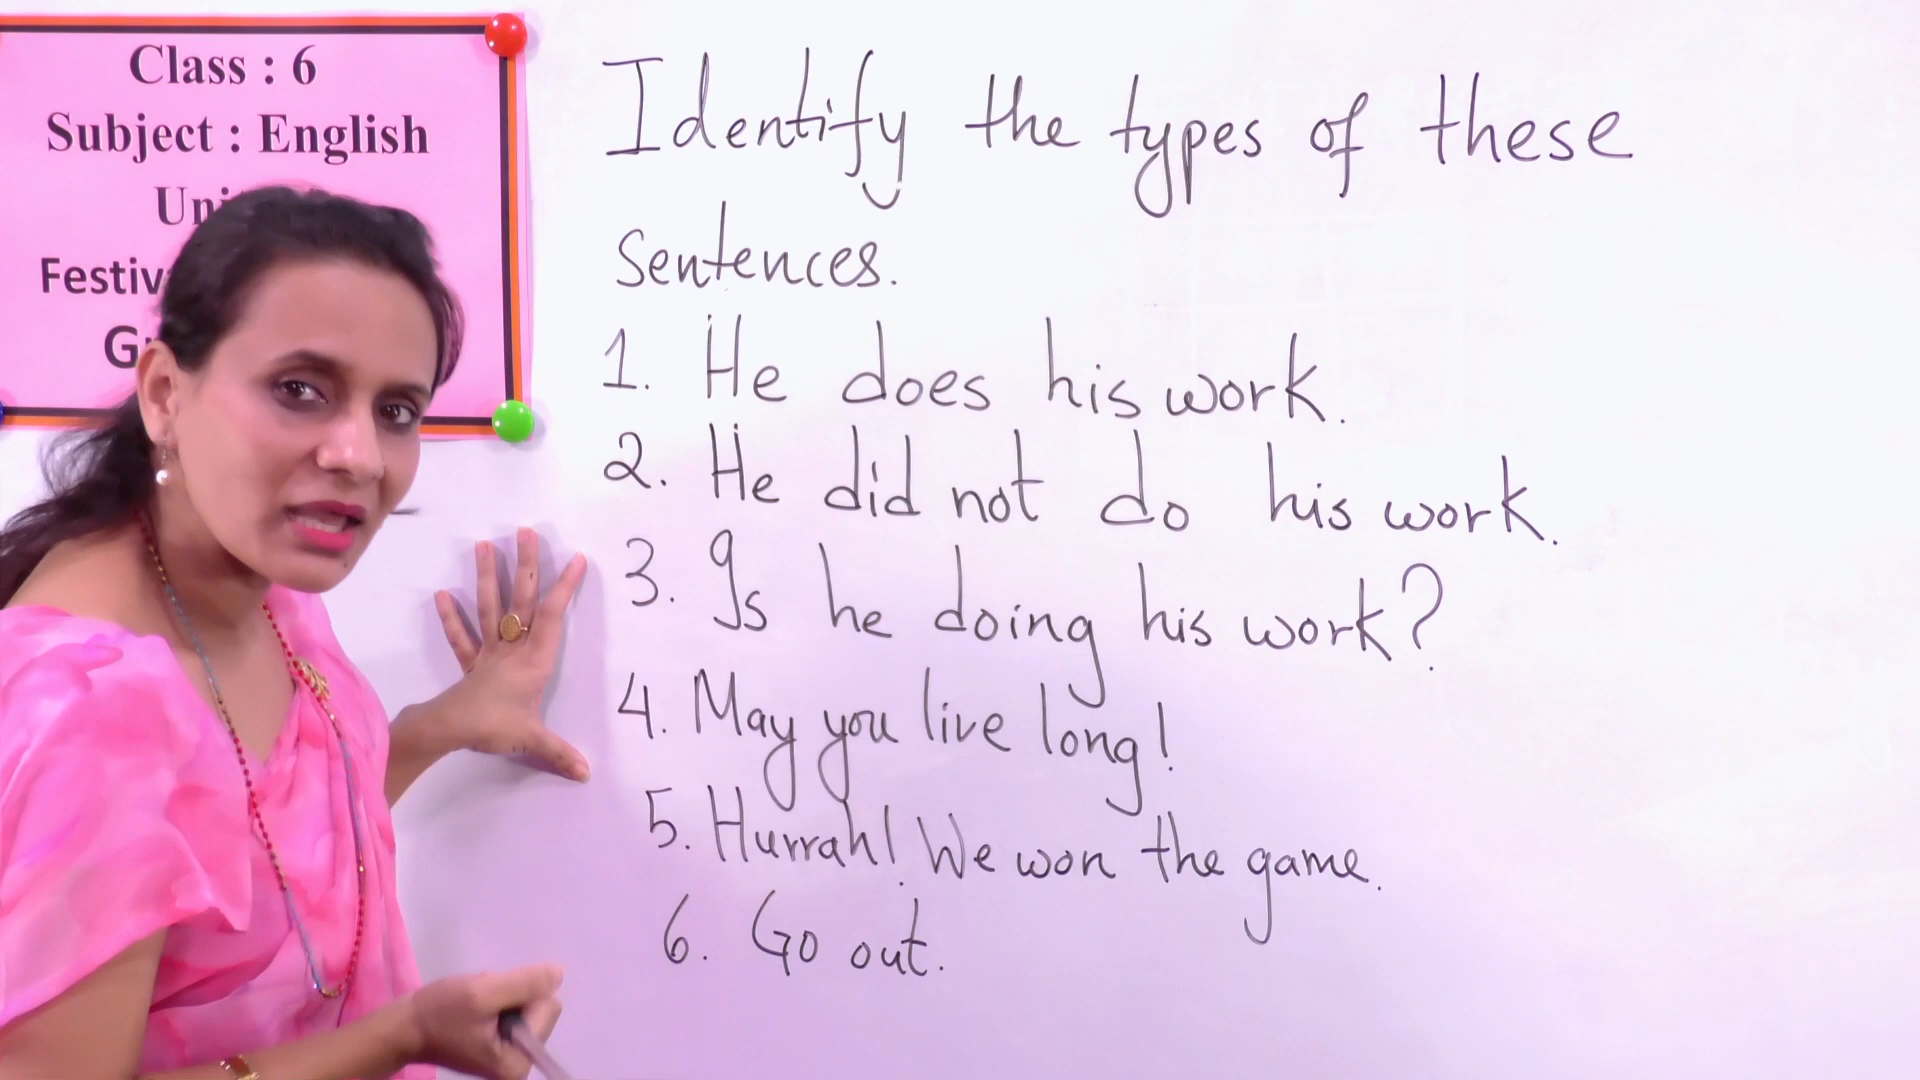 Class : 6
Subject : English
Identify the types of these
sentences.
1. He does his work.
2. He did not do his work.
3. Is he doing his work?
4. May you live long!
5. Hurrah! We won the game.
6. Go out.